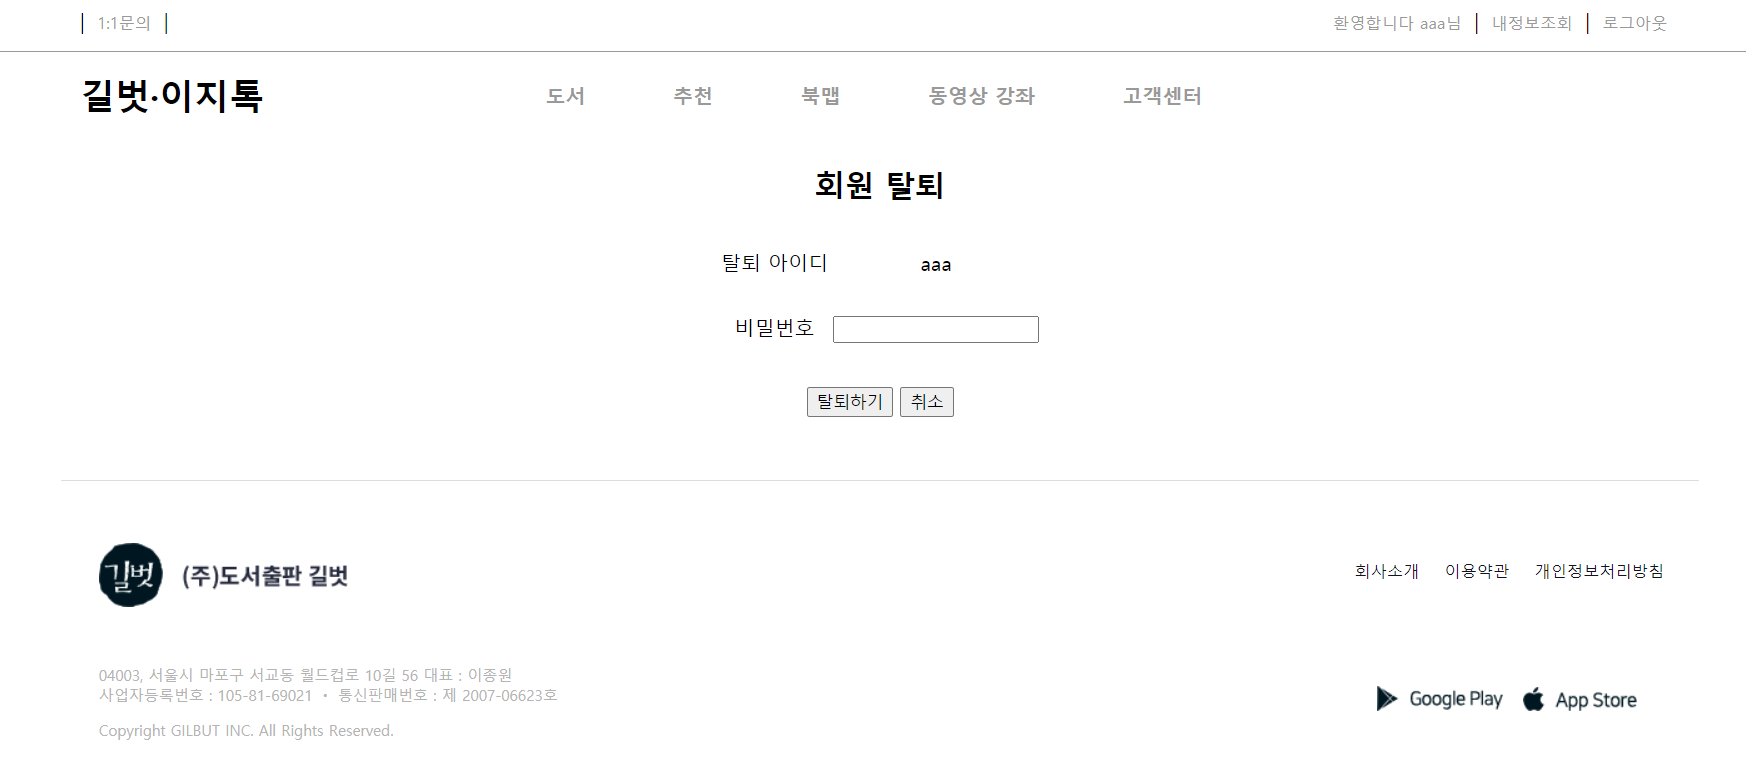 1:1문의
환영합니다 aaa님 내정보조회 로그아웃
길벗·이지톡 도서 추천 북맵 동영상 강좌 고객센터
회원 탈퇴
탈퇴 아이디 aaa
비밀번호
탈퇴하기 취소
길벗 (주)도서출판 길벗
회사소개 이용약관 개인정보처리방침
04003, 서울시 마포구 서교동 월드컵로 10길 56 대표 : 이종원
사업자등록번호 : 105-81-69021 · 통신판매번호 : 제 2007-06623호
Copyright GILBUT INC. All Rights Reserved.
Google Play App Store